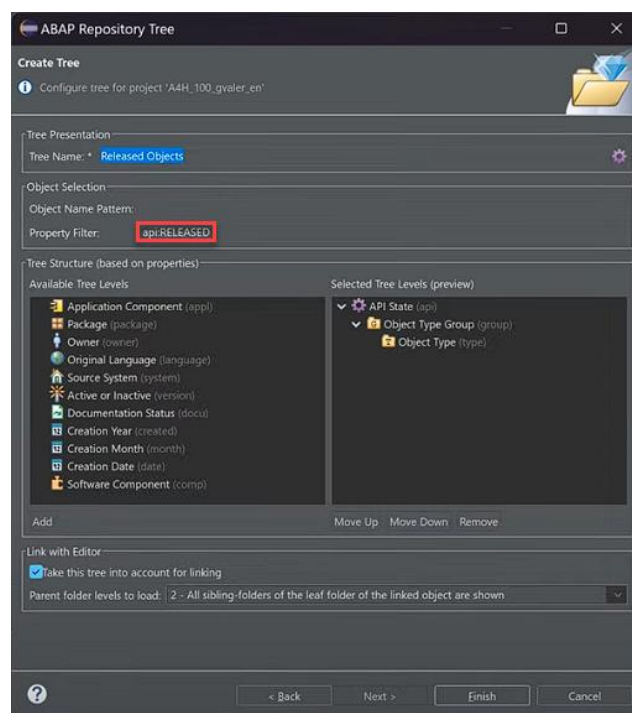 ABAP Repository Tree
Create Tree
Configure tree for project 'A4H_100_gvaler_en'
Tree Presentation
Tree Name: * Released Objects
Object Selection
Object Name Pattern:
Property Filter: api:RELEASED
Tree Structure (based on properties)
Available Tree Levels
Application Component (appl)
Package (package)
Owner (owner)
Original Language (language)
Source System (system)
Active or Inactive (version)
Documentation Status (docu)
Creation Year (created)
Creation Month (month)
Creation Date (date)
Software Component (comp)
Add
Selected Tree Levels (preview)
API State (api)
Object Type Group (group)
Object Type (type)
Move Up Move Down Remove
Link with Editor
Take this tree into account for linking
Parent folder levels to load: 2 - All sibling-folders of the leaf folder of the linked object are shown
< Back Next > Finish Cancel